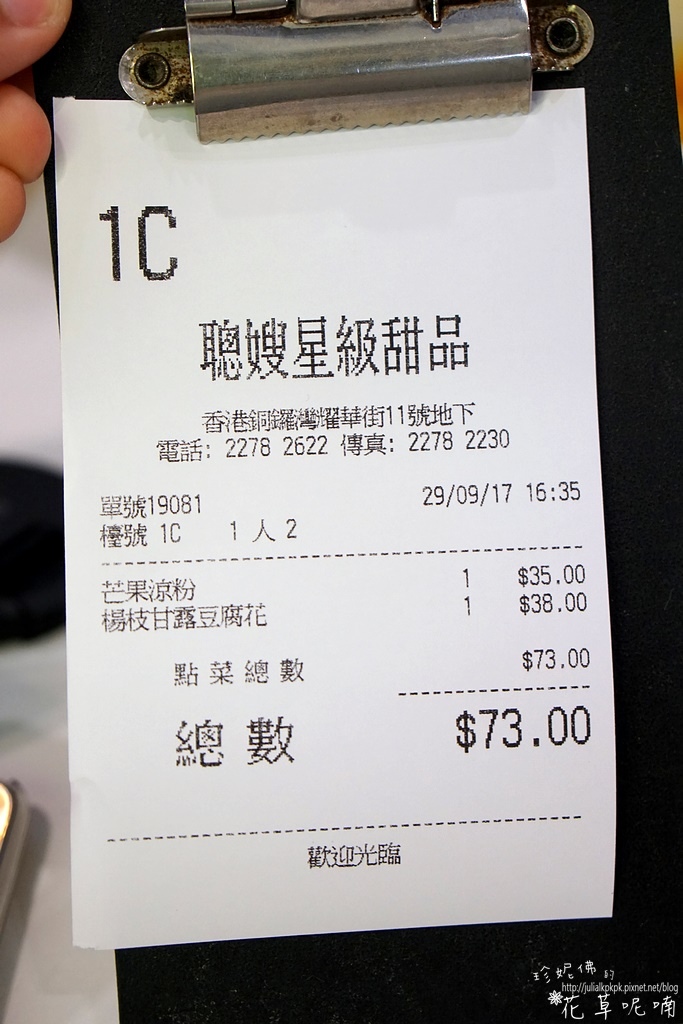 1C
聰嫂星級甜品
香港銅鑼灣耀華街11號地下
電話: 2278 2622 傳真: 2278 2230
單號19081 29/09/17 16:35
檯號 1C 1 人 2
芒果涼粉 1 $35.00
楊枝甘露豆腐花 1 $38.00
點菜總數 $73.00
總數 $73.00
歡迎光臨
珍妮佛的
http://julialkpkpk.pixnet.net/blog
花草呢喃